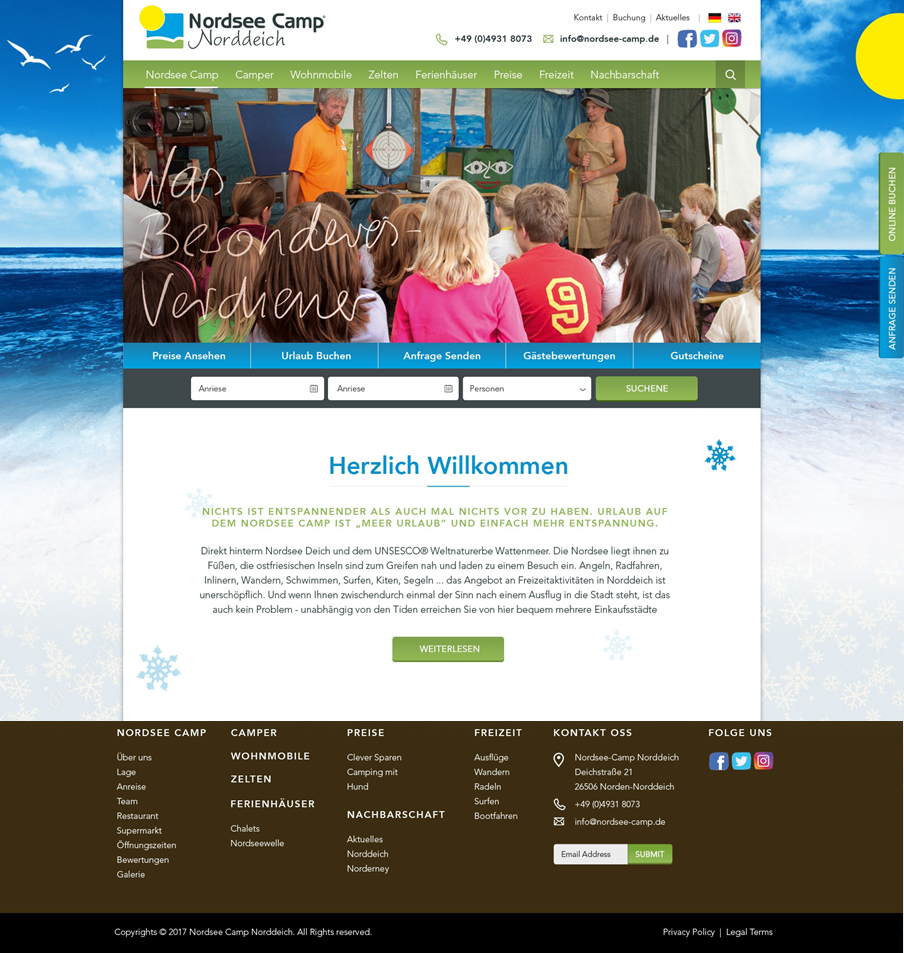 Nordsee Camp®
Norddeich
Kontakt | Buchung | Aktuelles |
+49 (0)4931 8073 info@nordsee-camp.de |
Nordsee Camp Camper Wohnmobile Zelten Ferienhäuser Preise Freizeit Nachbarschaft
Was-
Besonderes-
Verdiener
9
ONLINE BUCHEN
ANFRAGE SENDEN
Preise Ansehen Urlaub Buchen Anfrage Senden Gästebewertungen Gutscheine
Anriese Anriese Personen SUCHENE
Herzlich Willkommen
NICHTS IST ENTSPANNENDER ALS AUCH MAL NICHTS VOR ZU HABEN. URLAUB AUF
DEM NORDSEE CAMP IST „MEER URLAUB“ UND EINFACH MEHR ENTSPANNUNG.
Direkt hinterm Nordsee Deich und dem UNSESCO® Weltnaturerbe Wattenmeer. Die Nordsee liegt ihnen zu
Füßen, die ostfriesischen Inseln sind zum Greifen nah und laden zu einem Besuch ein. Angeln, Radfahren,
Inlinern, Wandern, Schwimmen, Surfen, Kiten, Segeln ... das Angebot an Freizeitaktivitäten in Norddeich ist
unerschöpflich. Und wenn Ihnen zwischendurch einmal der Sinn nach einem Ausflug in die Stadt steht, ist das
auch kein Problem - unabhängig von den Tiden erreichen Sie von hier bequem mehrere Einkaufsstädte
WEITERLESEN
NORDSEE CAMP
Über uns
Lage
Anreise
Team
Restaurant
Supermarkt
Öffnungszeiten
Bewertungen
Galerie
CAMPER
WOHNMOBILE
ZELTEN
FERIENHÄUSER
Chalets
Nordseewelle
PREISE
Clever Sparen
Camping mit
Hund
NACHBARSCHAFT
Aktuelles
Norddeich
Norderney
FREIZEIT
Ausflüge
Wandern
Radeln
Surfen
Bootfahren
KONTAKT OSS
Nordsee-Camp Norddeich
Deichstraße 21
26506 Norden-Norddeich
+49 (0)4931 8073
info@nordsee-camp.de
Email Address SUBMIT
FOLGE UNS
Copyrights © 2017 Nordsee Camp Norddeich. All Rights reserved.
Privacy Policy | Legal Terms